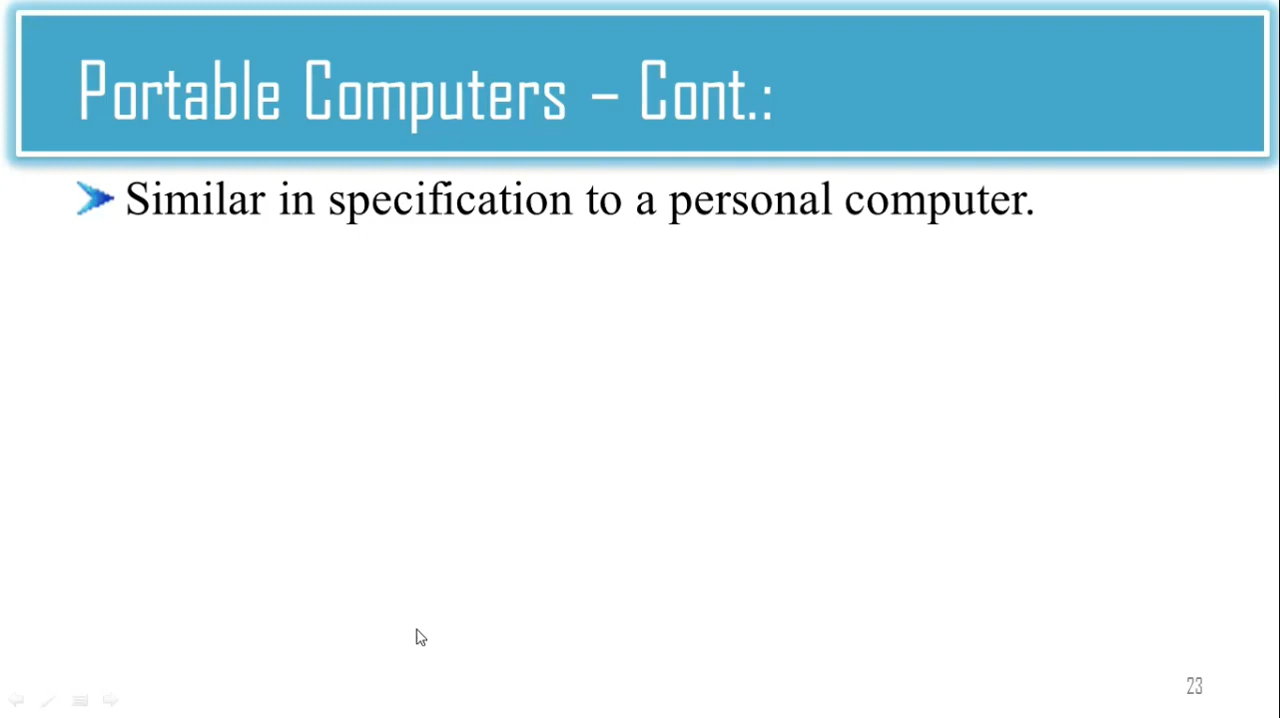 Portable Computers – Cont.:
Similar in specification to a personal computer.
23